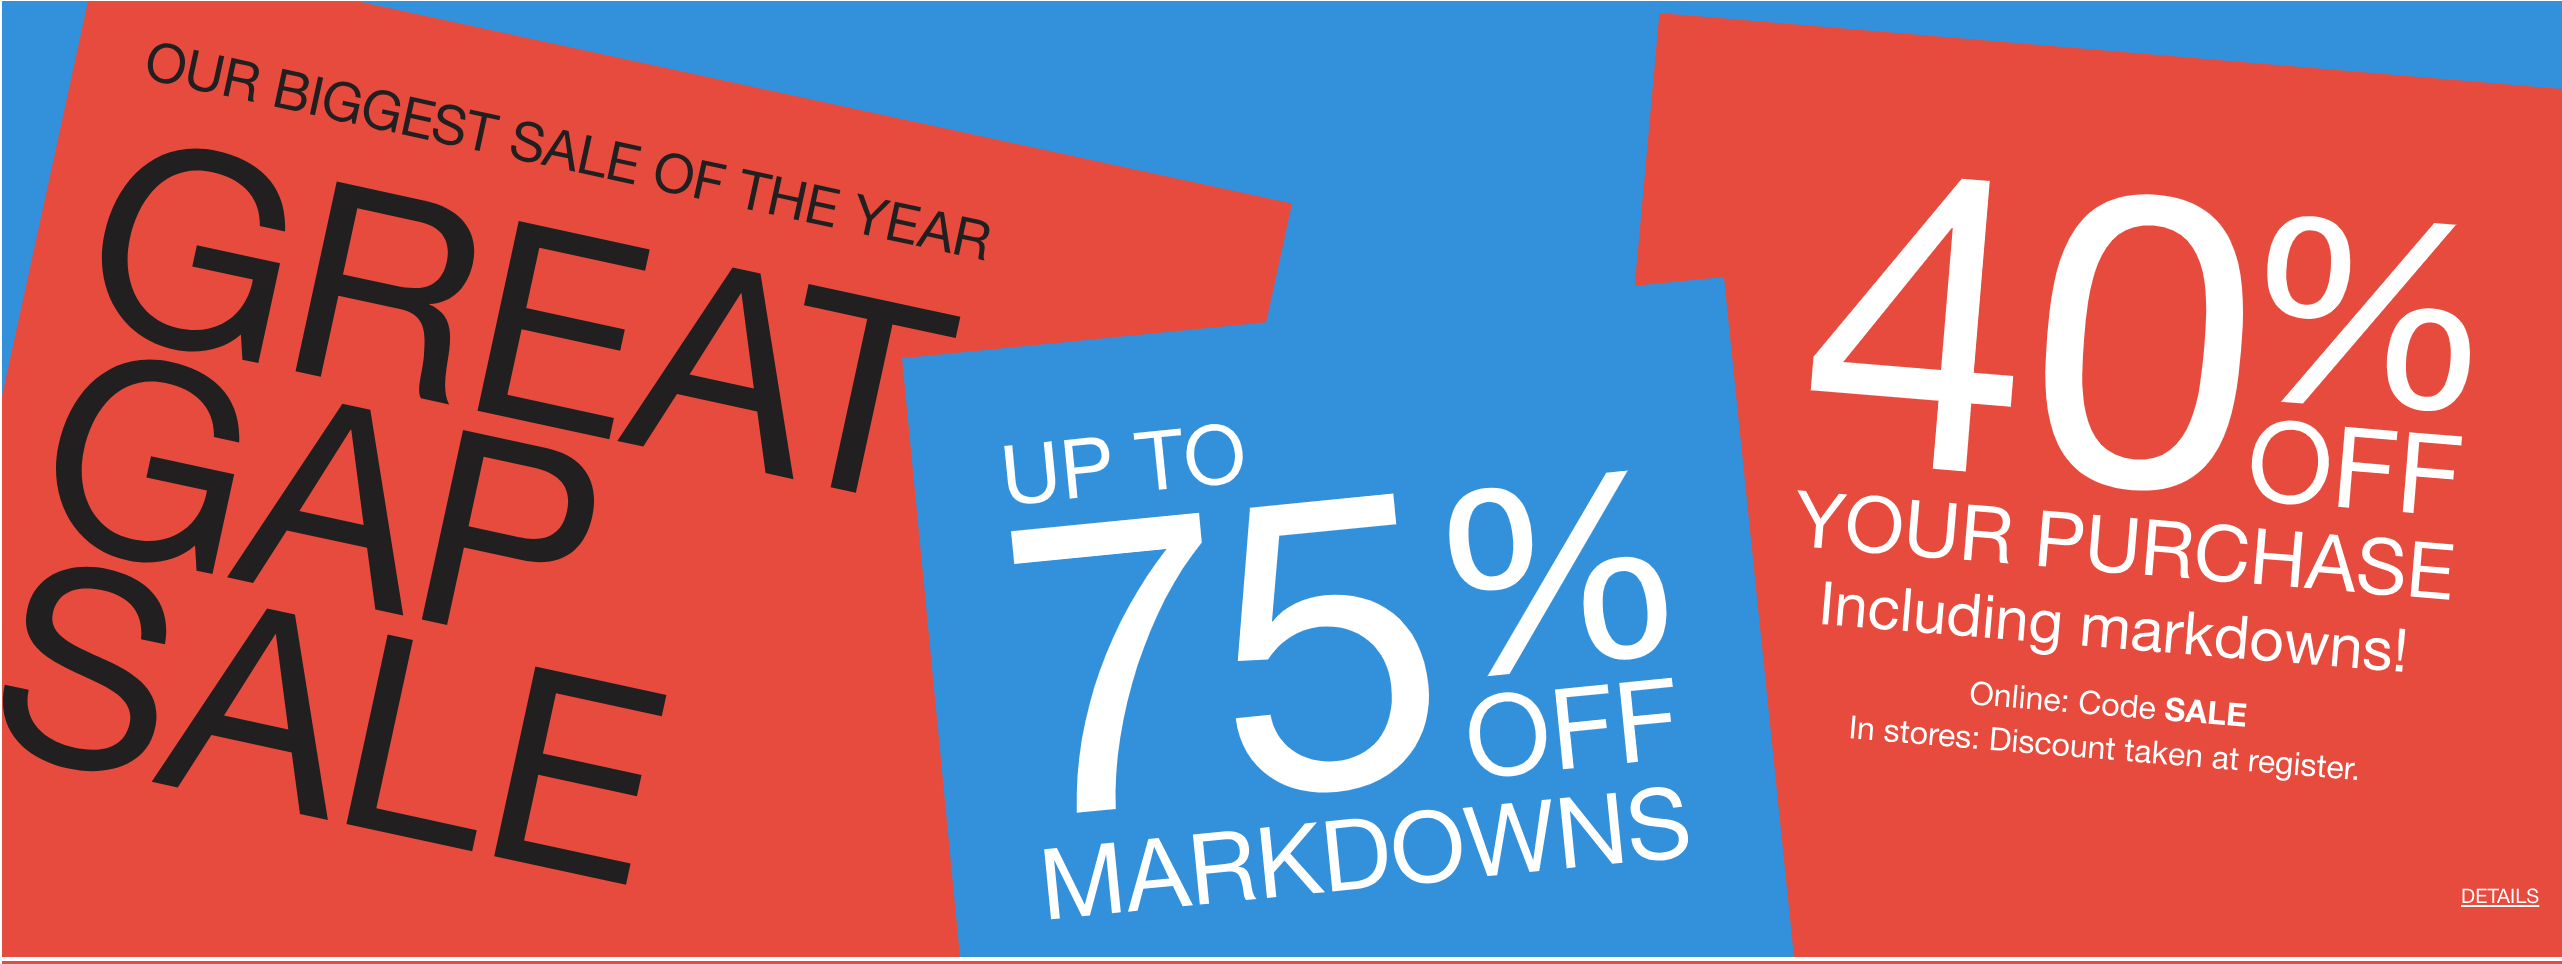 OUR BIGGEST SALE OF THE YEAR
GREAT
GAP
SALE
UP TO
75%
OFF
MARKDOWNS
40%
OFF
YOUR PURCHASE
Including markdowns!
Online: Code SALE
In stores: Discount taken at register.
DETAILS